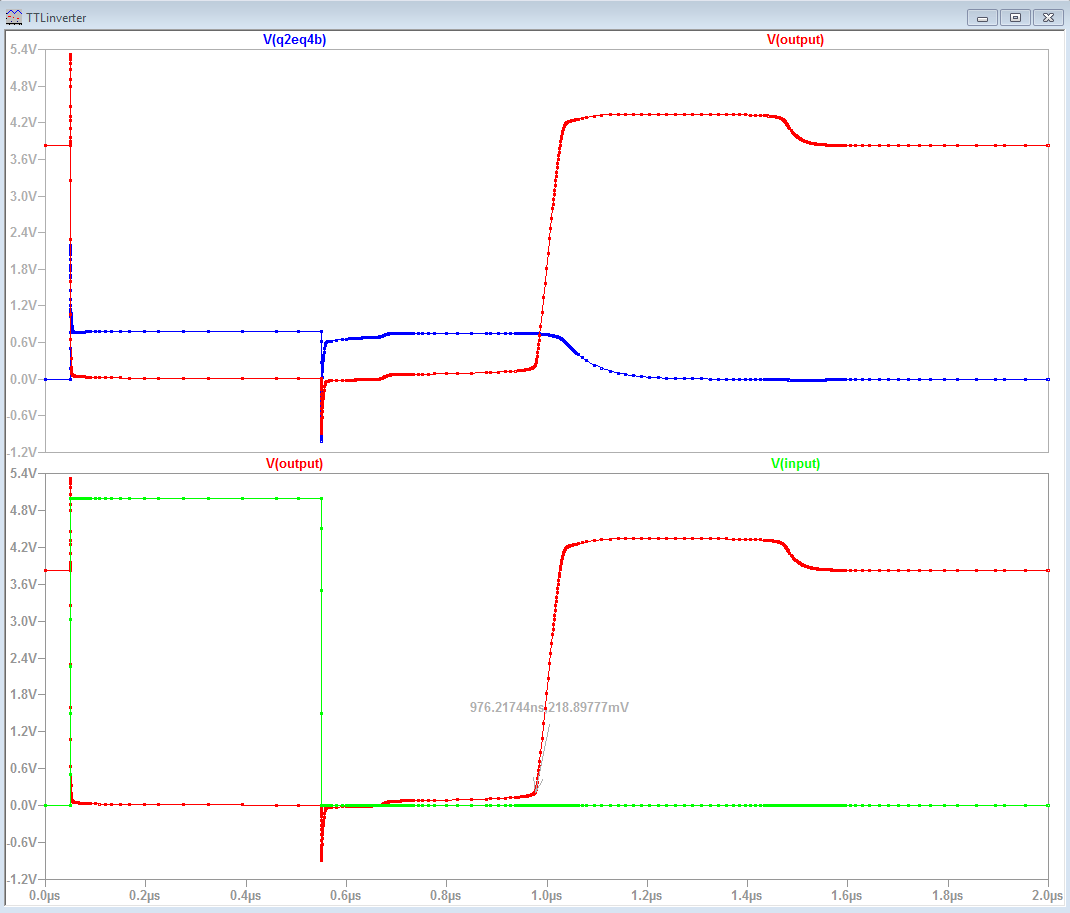 TTLinverter
V(q2eq4b) V(output)
5.4V
4.8V
4.2V
3.6V
3.0V
2.4V
1.8V
1.2V
0.6V
0.0V
-0.6V
-1.2V
V(output) V(input)
5.4V
4.8V
4.2V
3.6V
3.0V
2.4V
1.8V
1.2V
0.6V
0.0V
-0.6V
-1.2V
976.21744ns,218.89777mV
0.0µs 0.2µs 0.4µs 0.6µs 0.8µs 1.0µs 1.2µs 1.4µs 1.6µs 1.8µs 2.0µs